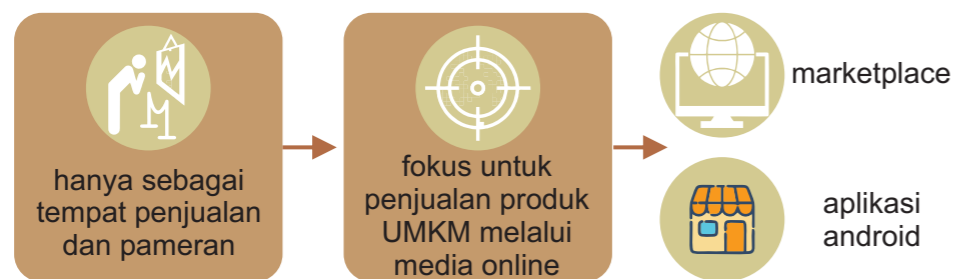 hanya sebagai
tempat penjualan
dan pameran
fokus untuk
penjualan produk
UMKM melalui
media online
marketplace
aplikasi
android